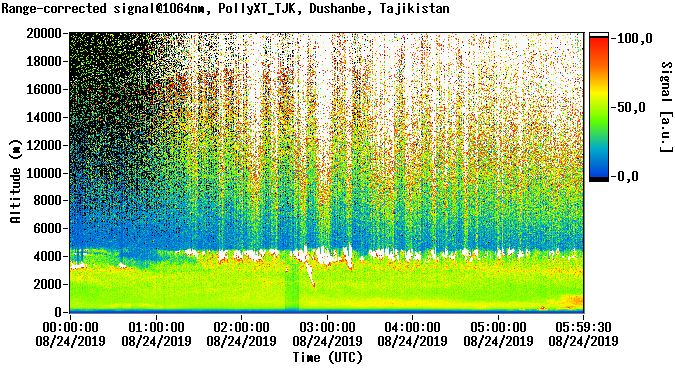 Range-corrected signal@1064nm, PollyXT_TJK, Dushanbe, Tajikistan
20000
18000
16000
14000
12000
10000
8000
6000
4000
2000
0
Altitude (m)
00:00:00 01:00:00 02:00:00 03:00:00 04:00:00 05:00:00 05:59:30
08/24/2019 08/24/2019 08/24/2019 08/24/2019 08/24/2019 08/24/2019 08/24/2019
Time (UTC)
100,0
50,0
0,0
Signal [a.u.]